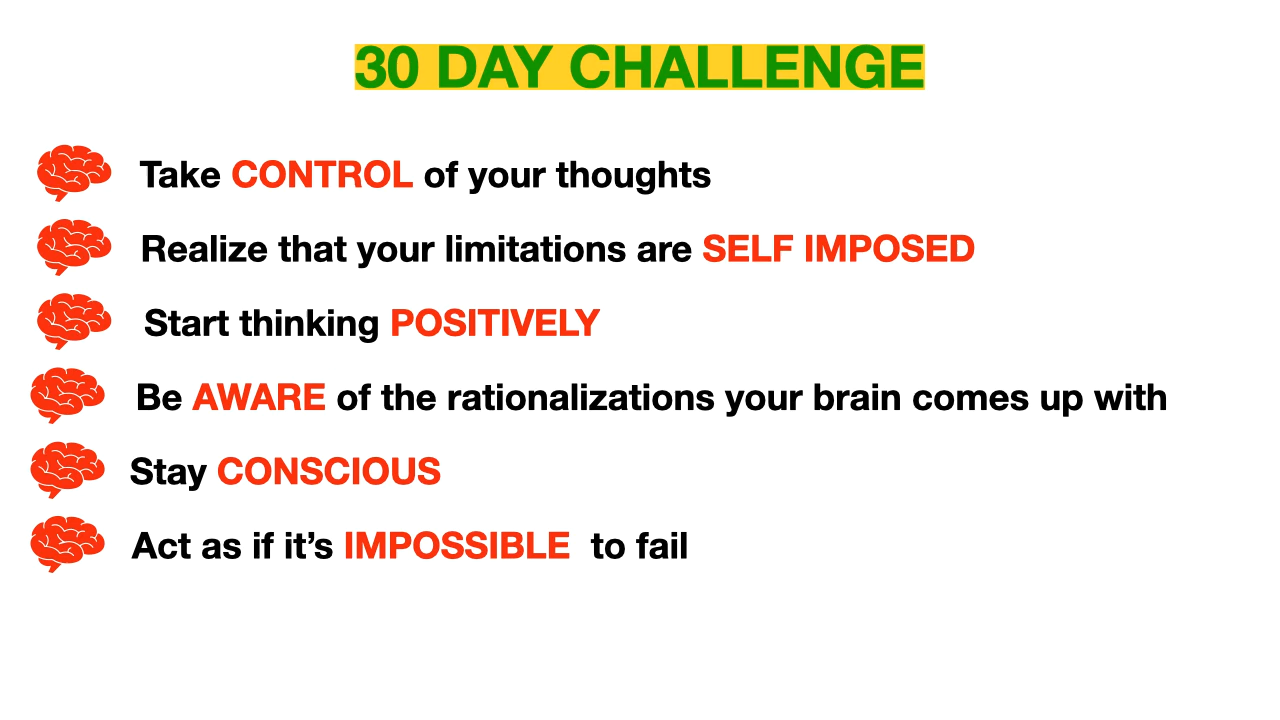 30 DAY CHALLENGE
Take CONTROL of your thoughts
Realize that your limitations are SELF IMPOSED
Start thinking POSITIVELY
Be AWARE of the rationalizations your brain comes up with
Stay CONSCIOUS
Act as if it’s IMPOSSIBLE to fail